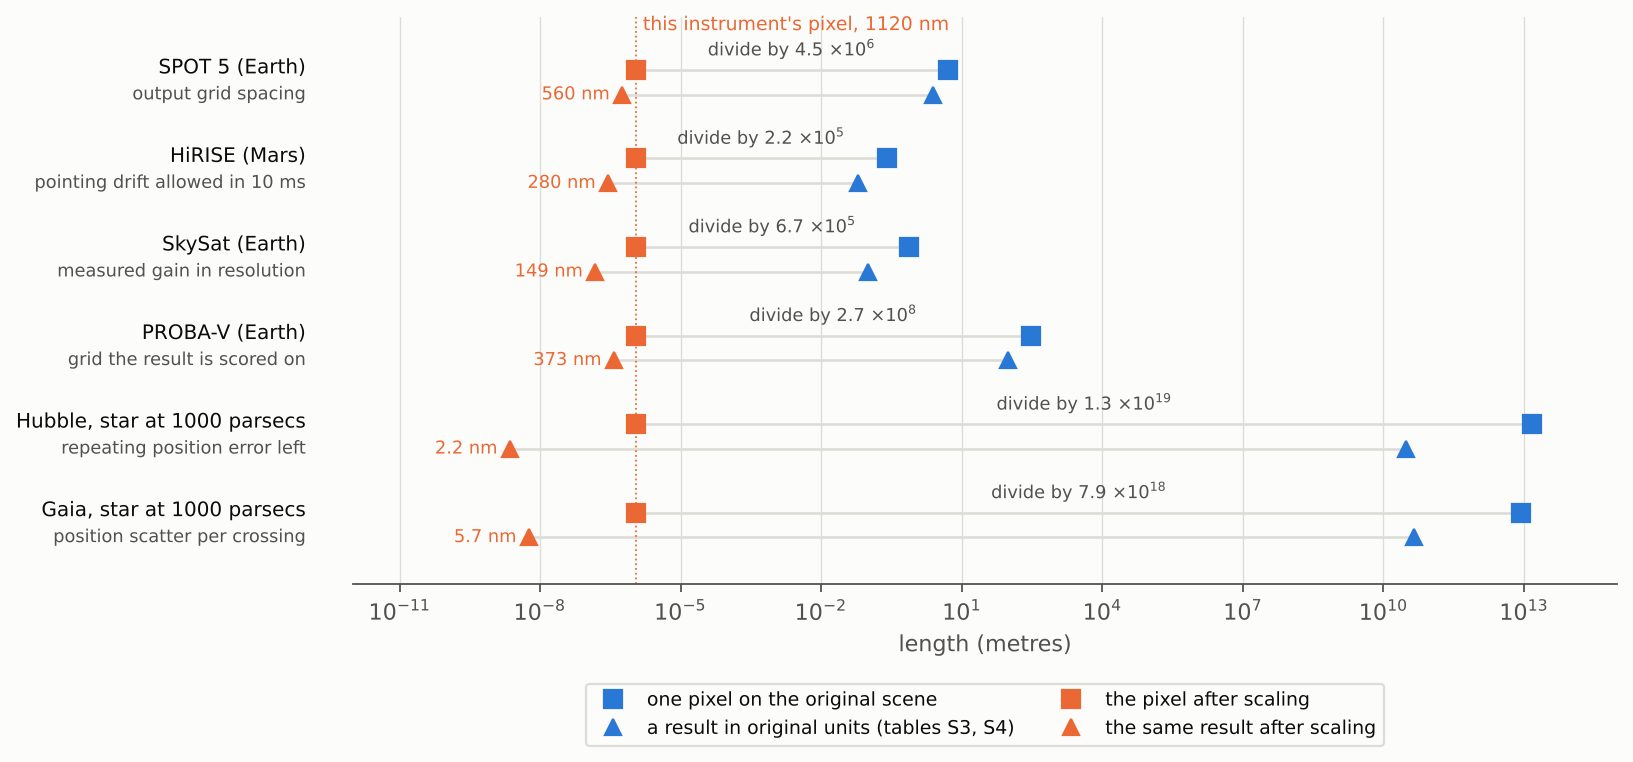 this instrument's pixel, 1120 nm
divide by 4.5 ×10⁶
SPOT 5 (Earth)
output grid spacing
560 nm
divide by 2.2 ×10⁵
HiRISE (Mars)
pointing drift allowed in 10 ms
280 nm
divide by 6.7 ×10⁵
SkySat (Earth)
measured gain in resolution
149 nm
divide by 2.7 ×10⁸
PROBA-V (Earth)
grid the result is scored on
373 nm
divide by 1.3 ×10¹⁹
Hubble, star at 1000 parsecs
repeating position error left
2.2 nm
divide by 7.9 ×10¹⁸
Gaia, star at 1000 parsecs
position scatter per crossing
5.7 nm
10⁻¹¹ 10⁻⁸ 10⁻⁵ 10⁻² 10¹ 10⁴ 10⁷ 10¹⁰ 10¹³
length (metres)
one pixel on the original scene
a result in original units (tables S3, S4)
the pixel after scaling
the same result after scaling